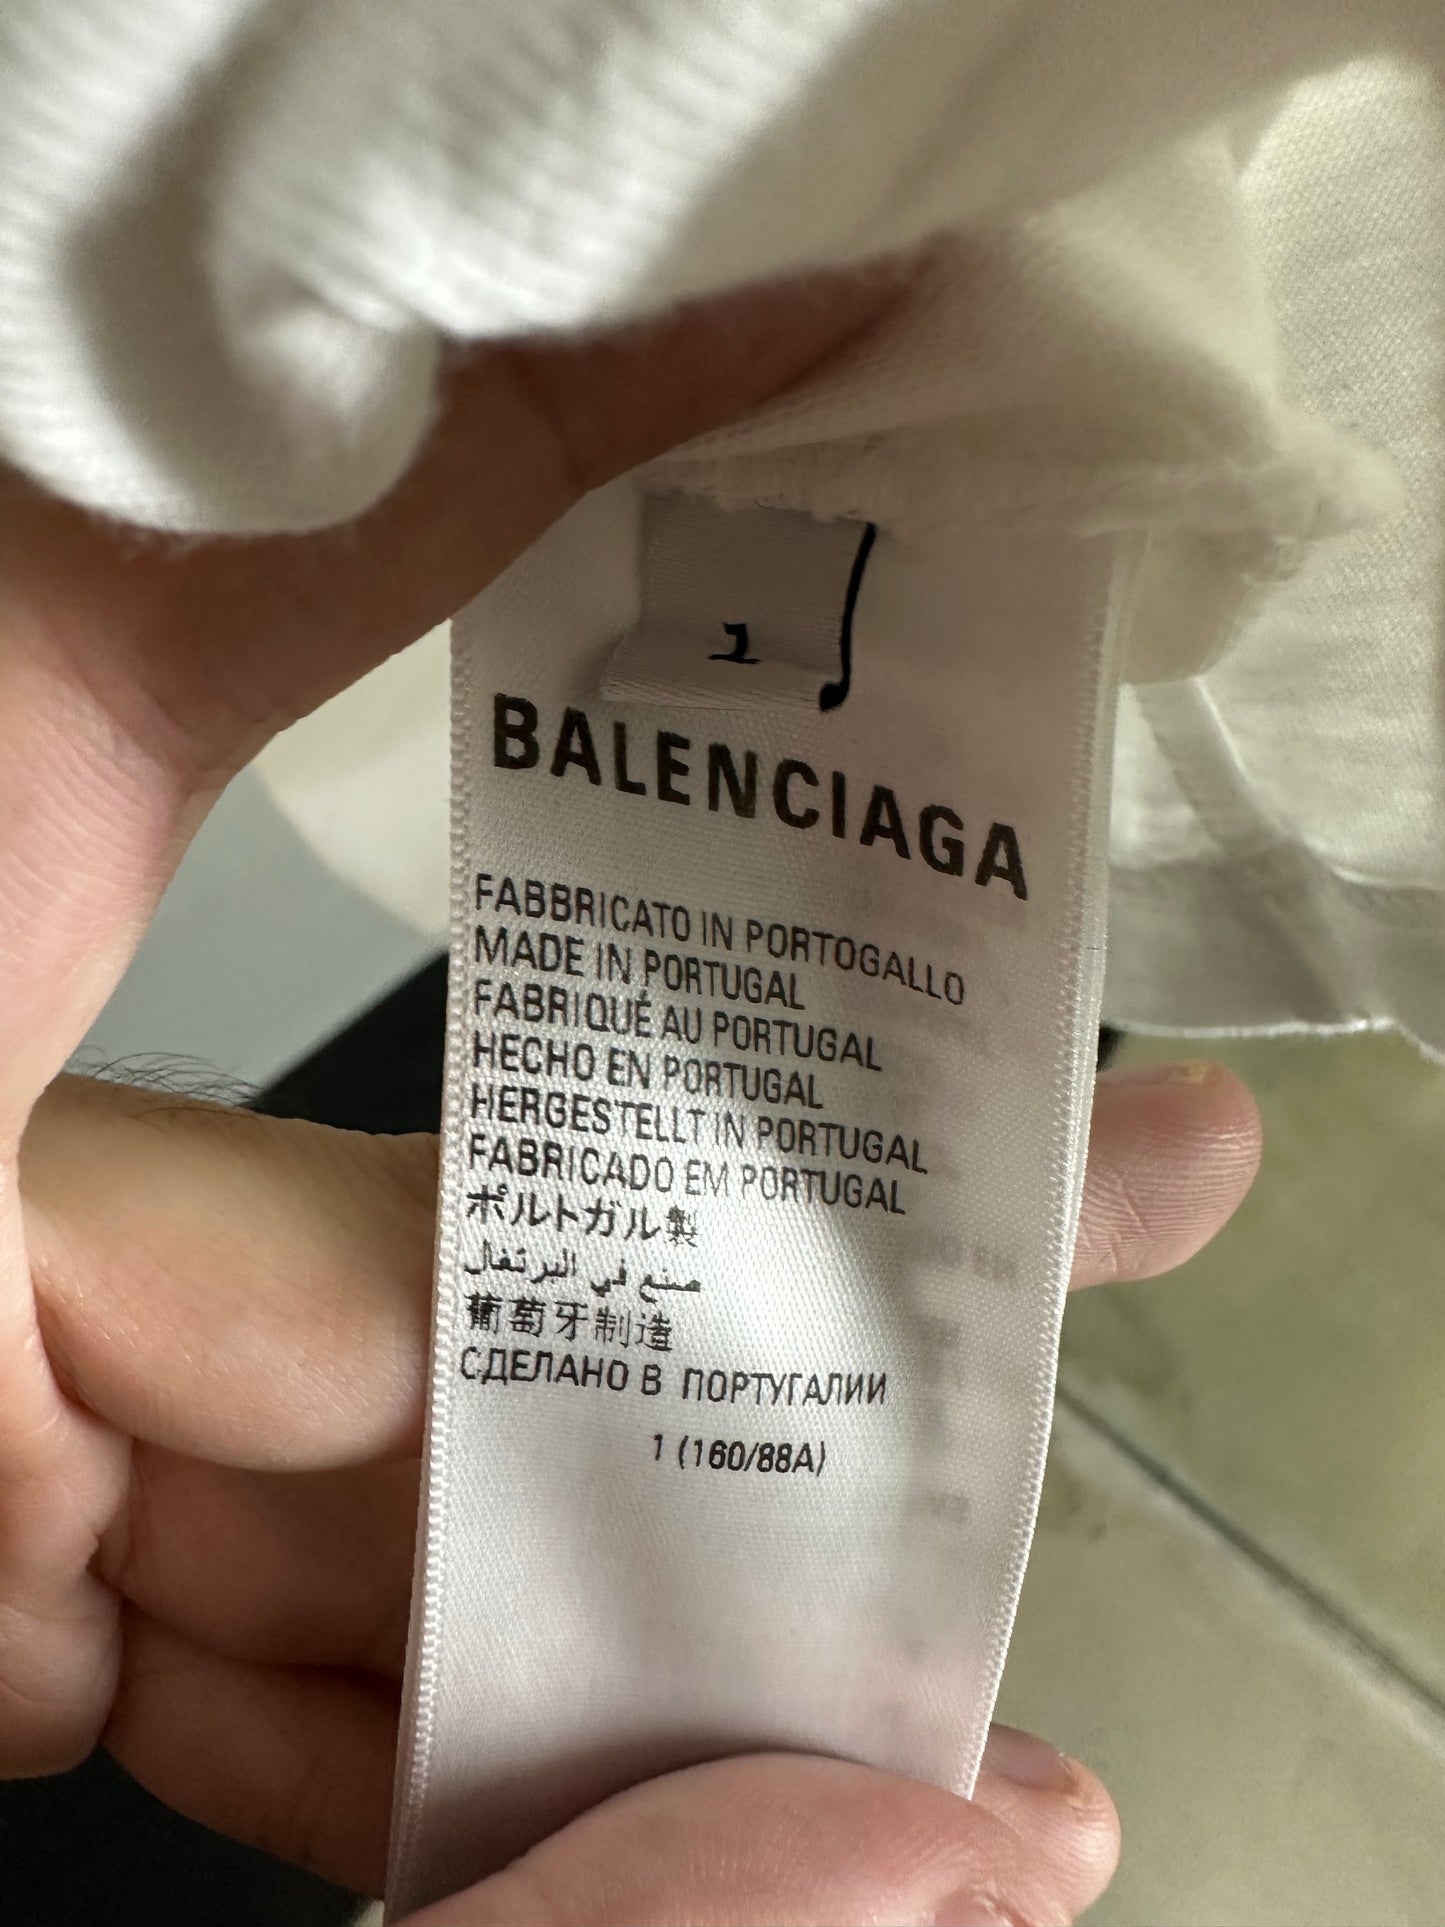 1
BALENCIAGA
FABBRICATO IN PORTOGALLO
MADE IN PORTUGAL
FABRIQUÉ AU PORTUGAL
HECHO EN PORTUGAL
HERGESTELLT IN PORTUGAL
FABRICADO EM PORTUGAL
ポルトガル製
صنع في البرتغال
葡萄牙制造
СДЕЛАНО В ПОРТУГАЛИИ
1 (160/88A)